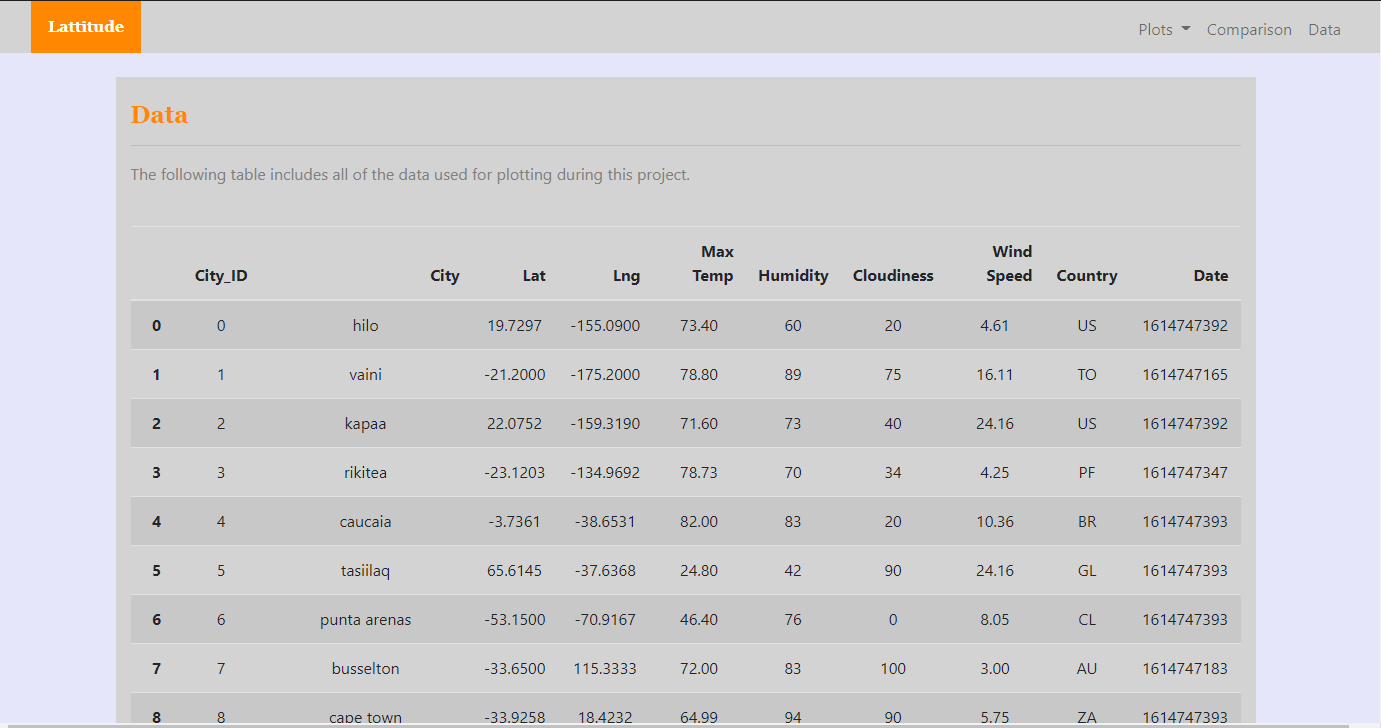 Lattitude Plots Comparison Data
Data
The following table includes all of the data used for plotting during this project.
City_ID City Lat Lng Max Temp Humidity Cloudiness Wind Speed Country Date
0 0 hilo 19.7297 -155.0900 73.40 60 20 4.61 US 1614747392
1 1 vaini -21.2000 -175.2000 78.80 89 75 16.11 TO 1614747165
2 2 kapaa 22.0752 -159.3190 71.60 73 40 24.16 US 1614747392
3 3 rikitea -23.1203 -134.9692 78.73 70 34 4.25 PF 1614747347
4 4 caucaia -3.7361 -38.6531 82.00 83 20 10.36 BR 1614747393
5 5 tasiilaq 65.6145 -37.6368 24.80 42 90 24.16 GL 1614747393
6 6 punta arenas -53.1500 -70.9167 46.40 76 0 8.05 CL 1614747393
7 7 busselton -33.6500 115.3333 72.00 83 100 3.00 AU 1614747183
8 8 cape town -33.9258 18.4232 64.99 94 90 5.75 ZA 1614747393